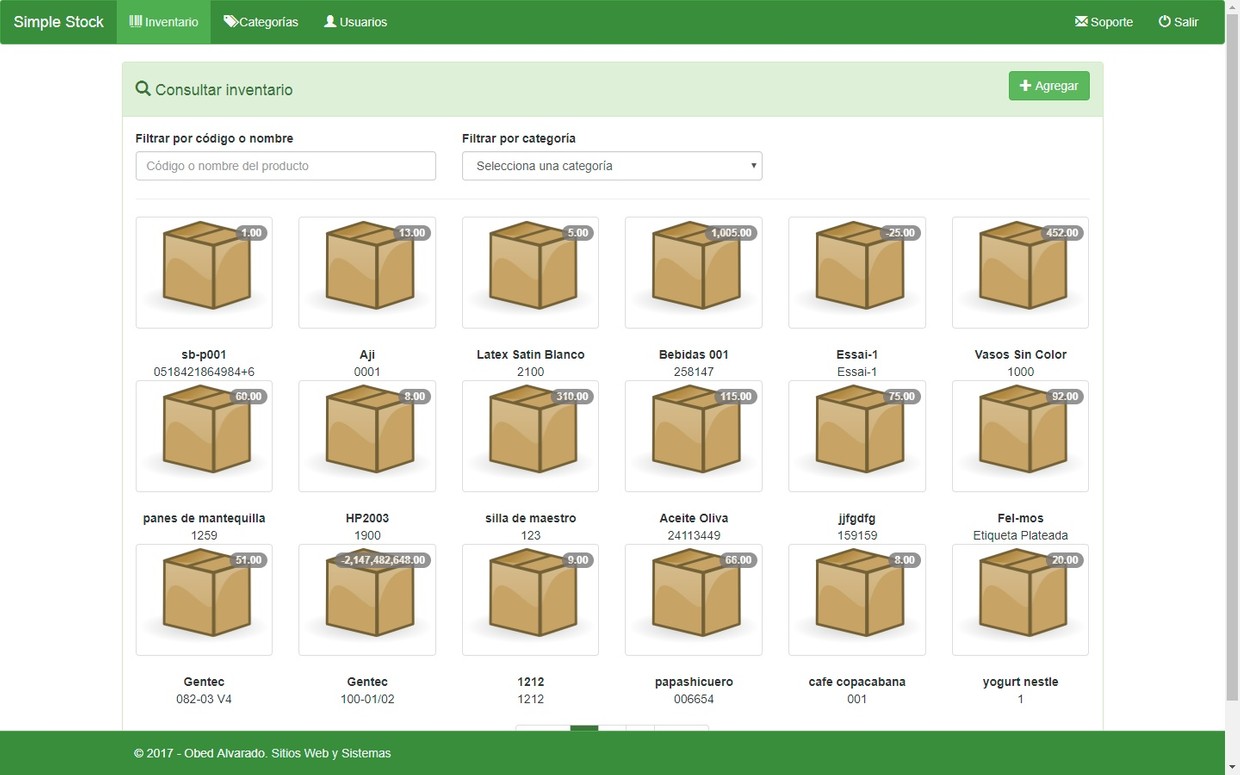 Simple Stock Inventario Categorías Usuarios Soporte Salir
Consultar inventario Agregar
Filtrar por código o nombre Filtrar por categoría
Código o nombre del producto Selecciona una categoría
1.00 13.00 5.00 1,005.00 -25.00 452.00
sb-p001 Aji Latex Satin Blanco Bebidas 001 Essai-1 Vasos Sin Color
0518421864984+6 0001 2100 258147 Essai-1 1000
60.00 8.00 310.00 115.00 75.00 92.00
panes de mantequilla HP2003 silla de maestro Aceite Oliva jjfgdfg Fel-mos
1259 1900 123 24113449 159159 Etiqueta Plateada
51.00 -2,147,482,648.00 9.00 66.00 8.00 20.00
Gentec Gentec 1212 papashicuero cafe copacabana yogurt nestle
082-03 V4 100-01/02 1212 006654 001 1
© 2017 - Obed Alvarado. Sitios Web y Sistemas